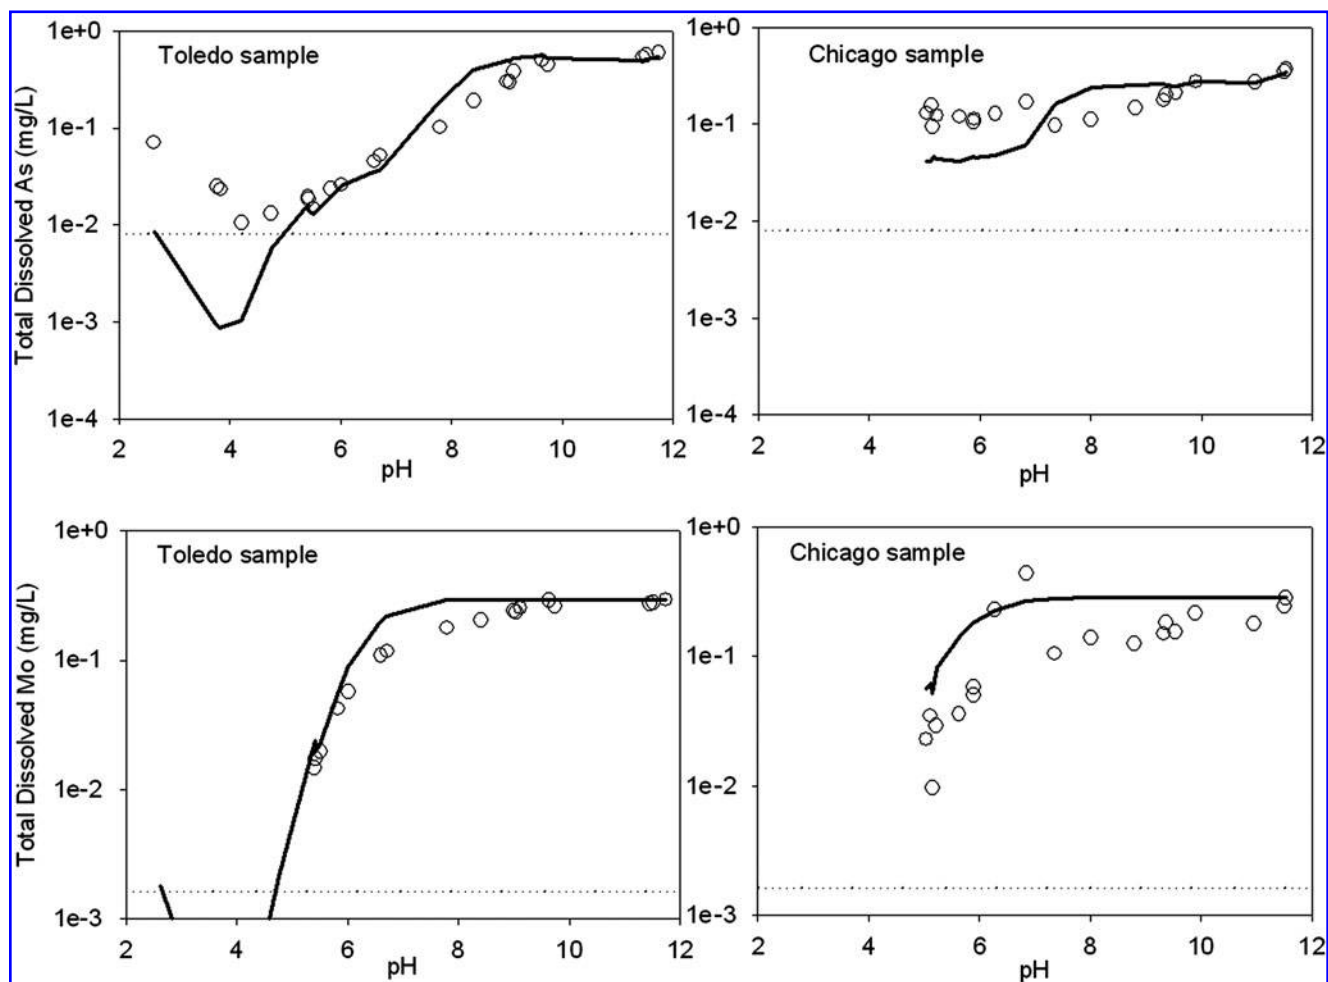 Total Dissolved As (mg/L)
1e+0
1e-1
1e-2
1e-3
1e-4
Toledo sample
2 4 6 8 10 12
pH
1e+0
1e-1
1e-2
1e-3
1e-4
Chicago sample
2 4 6 8 10 12
pH
Total Dissolved Mo (mg/L)
1e+0
1e-1
1e-2
1e-3
Toledo sample
2 4 6 8 10 12
pH
1e+0
1e-1
1e-2
1e-3
Chicago sample
2 4 6 8 10 12
pH